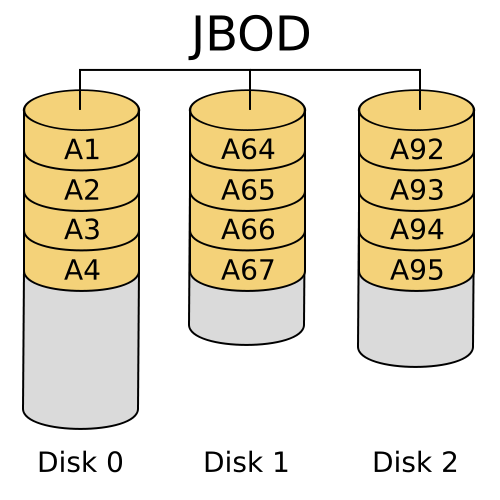 JBOD
A1 A64 A92
A2 A65 A93
A3 A66 A94
A4 A67 A95
Disk 0 Disk 1 Disk 2